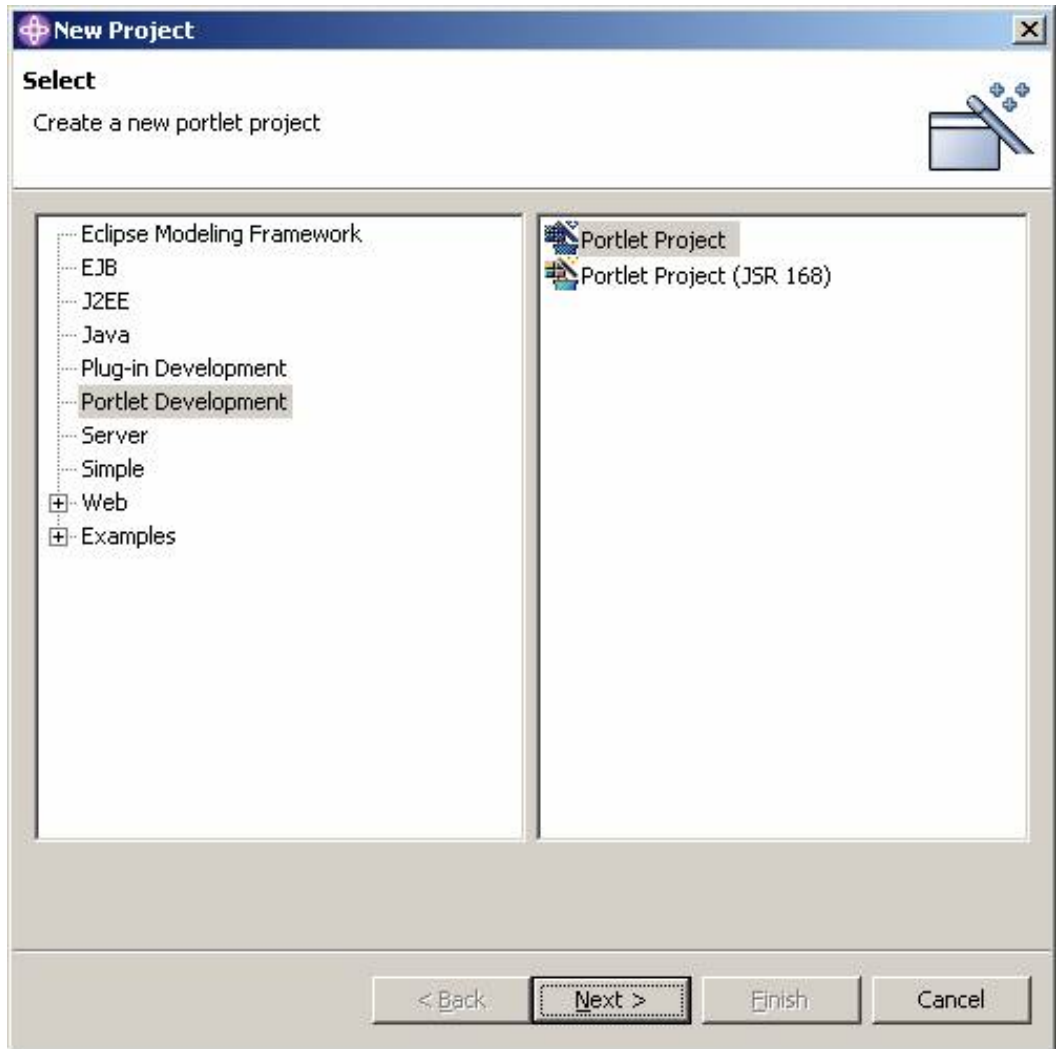 New Project
Select
Create a new portlet project
Eclipse Modeling Framework
EJB
J2EE
Java
Plug-in Development
Portlet Development
Server
Simple
Web
Examples
Portlet Project
Portlet Project (JSR 168)
< Back
Next >
Finish
Cancel